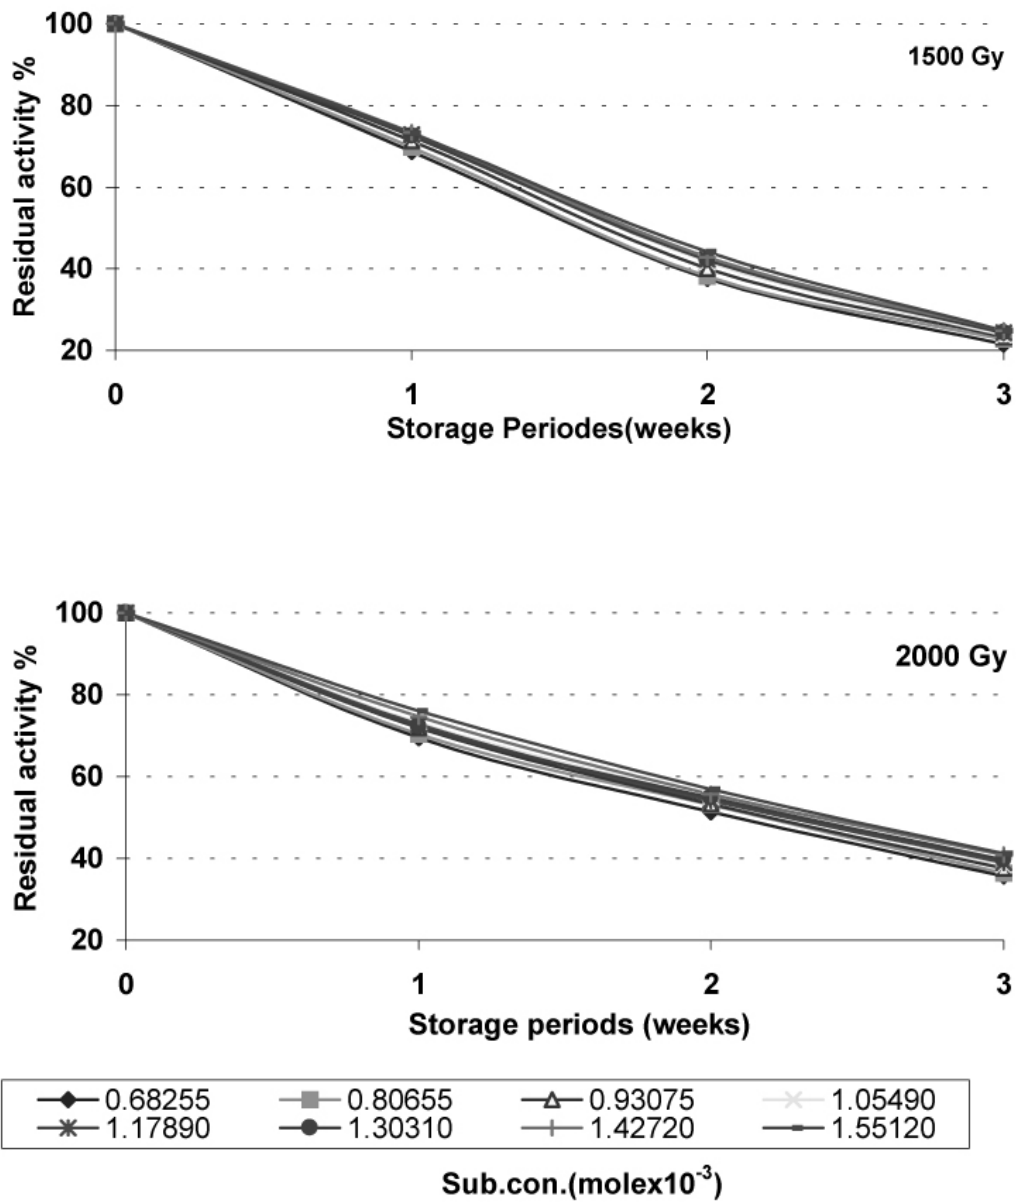 100
1500 Gy
80
60
40
20
Residual activity %
0 1 2 3
Storage Periodes(weeks)
100
2000 Gy
80
60
40
20
Residual activity %
0 1 2 3
Storage periods (weeks)
0.68255 0.80655 0.93075 1.05490
1.17890 1.30310 1.42720 1.55120
Sub.con.(molex10⁻³)